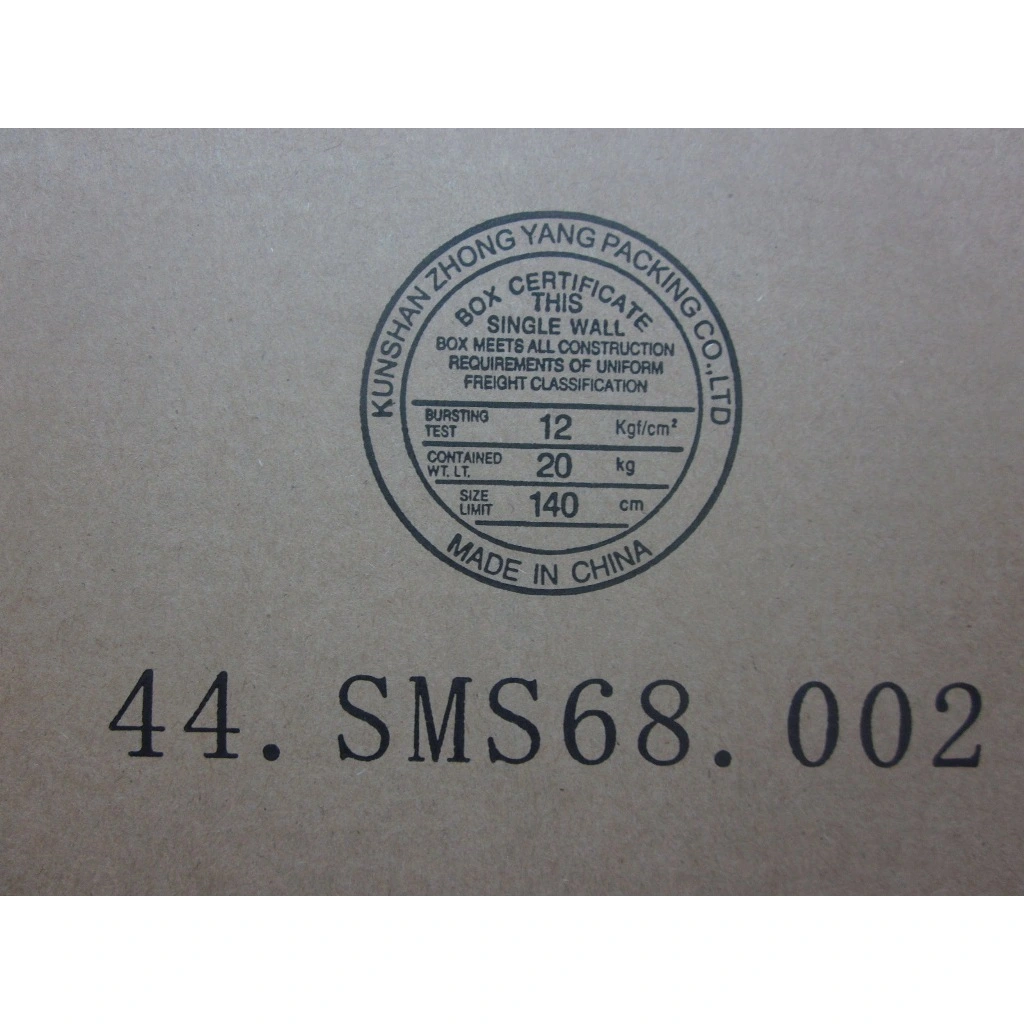 KUNSHAN ZHONG YANG PACKING CO.,LTD
BOX CERTIFICATE
THIS
SINGLE WALL
BOX MEETS ALL CONSTRUCTION
REQUIREMENTS OF UNIFORM
FREIGHT CLASSIFICATION
BURSTING TEST 12 Kgf/cm²
CONTAINED WT. LT. 20 kg
SIZE LIMIT 140 cm
MADE IN CHINA
44.SMS68.002